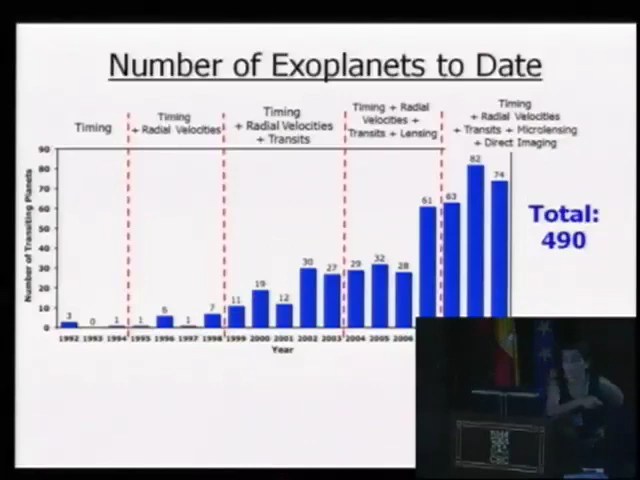 Number of Exoplanets to Date
Timing
Timing
+ Radial Velocities
Timing
+ Radial Velocities
+ Transits
Timing + Radial
Velocities +
Transits + Lensing
Timing
+ Radial Velocities
+ Transits + Microlensing
+ Direct Imaging
Number of Transiting Planets
90
80
70
60
50
40
30
20
10
0
3 0 1 1 6 1 7 11 19 12 30 27 29 32 28 61 63 82 74
1992 1993 1994 1995 1996 1997 1998 1999 2000 2001 2002 2003 2004 2005 2006
Year
Total:
490